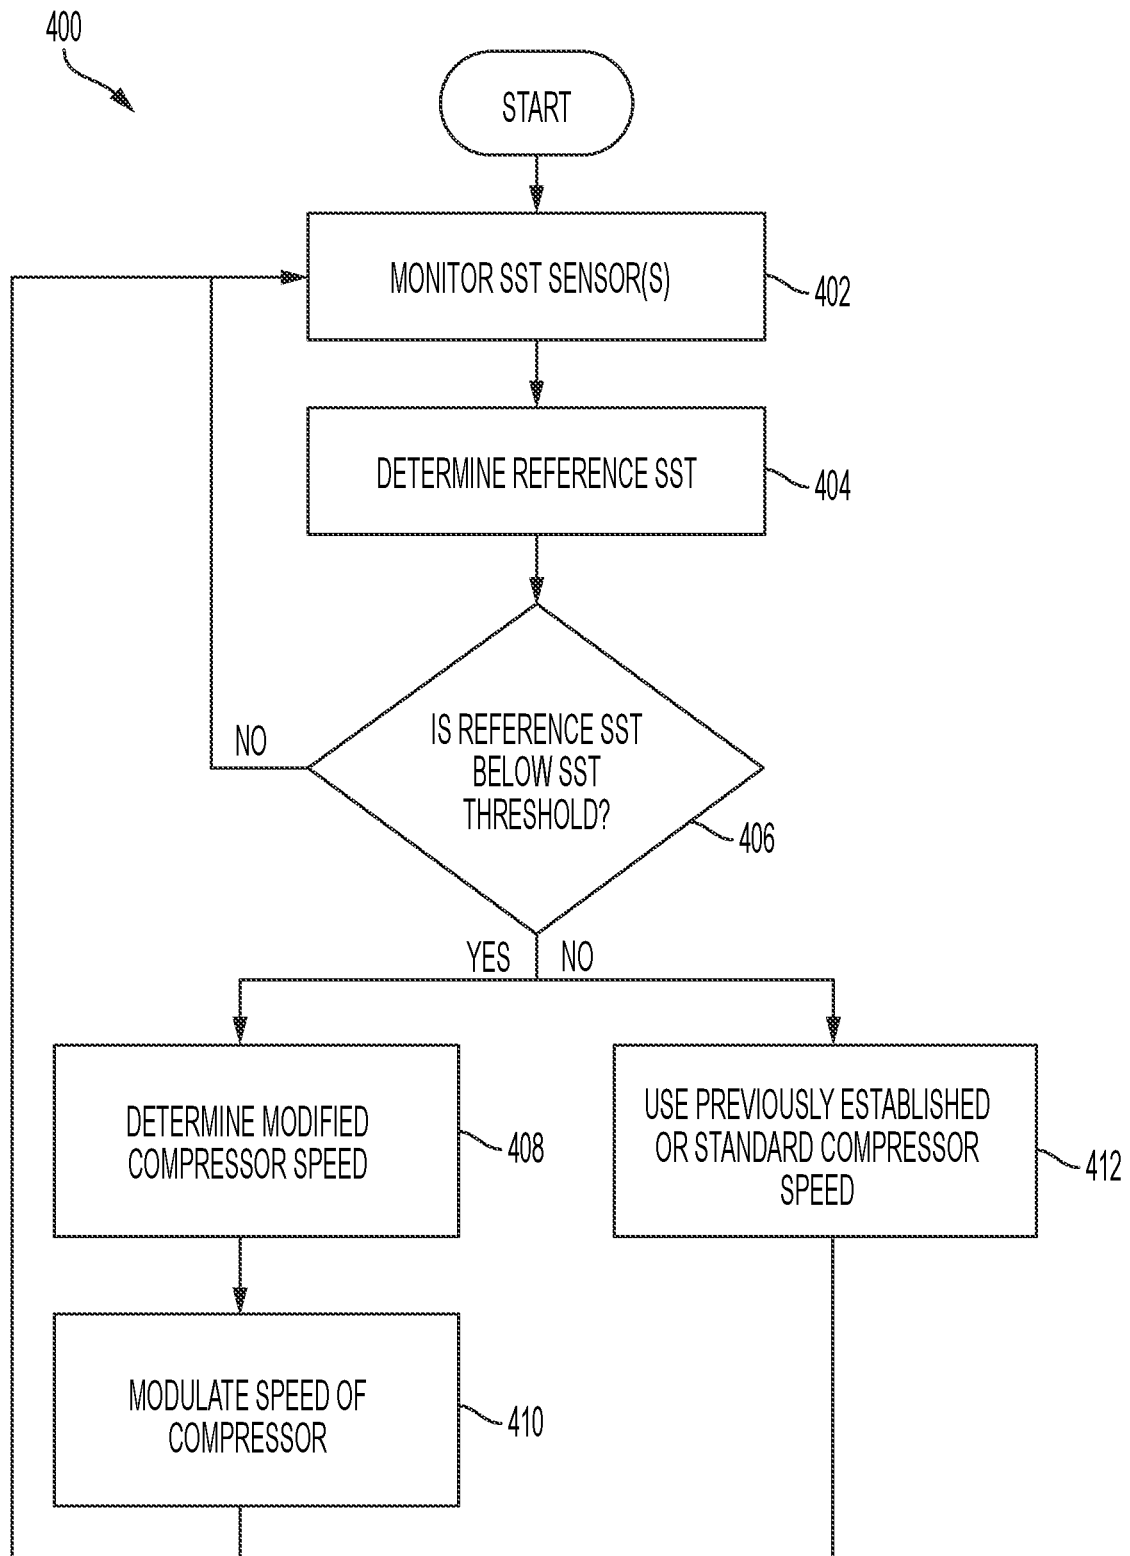 400
START
MONITOR SST SENSOR(S)
402
DETERMINE REFERENCE SST
404
IS REFERENCE SST
BELOW SST
THRESHOLD?
NO
406
YES
NO
DETERMINE MODIFIED
COMPRESSOR SPEED
408
USE PREVIOUSLY ESTABLISHED
OR STANDARD COMPRESSOR
SPEED
412
MODULATE SPEED OF
COMPRESSOR
410